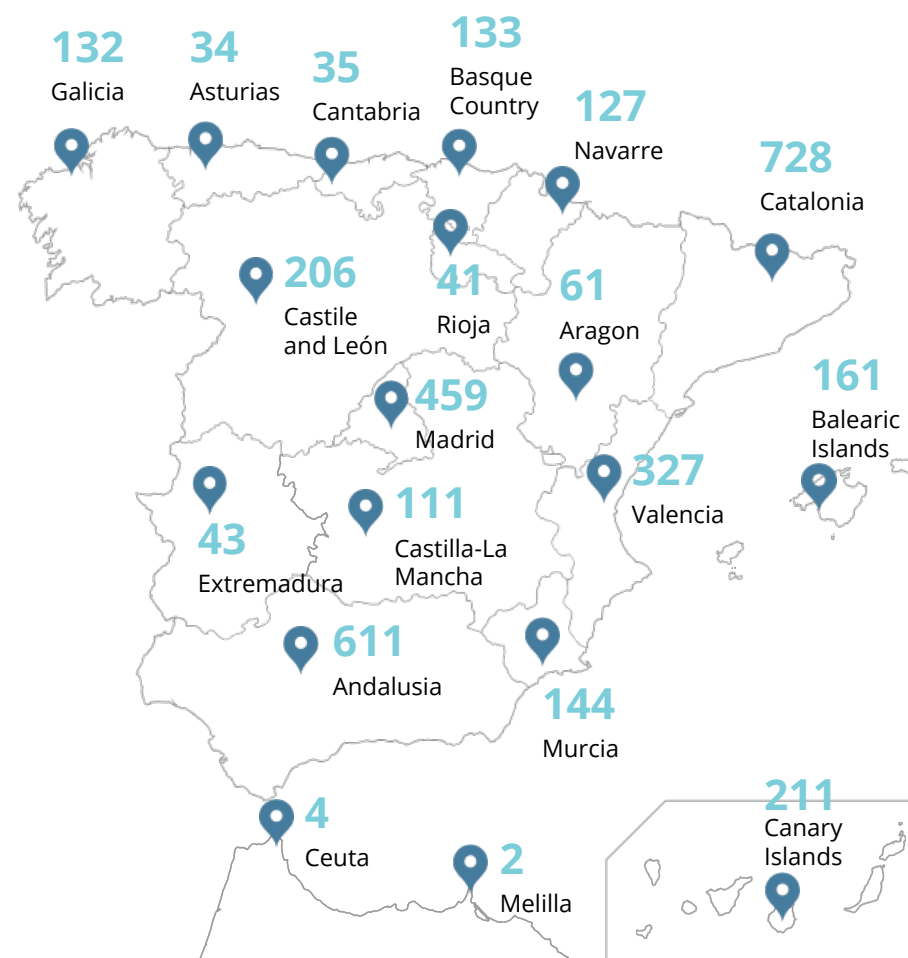 132
Galicia
34
Asturias
35
Cantabria
133
Basque
Country
127
Navarre
728
Catalonia
206
Castile
and León
41
Rioja
61
Aragon
459
Madrid
161
Balearic
Islands
327
Valencia
43
Extremadura
111
Castilla-La
Mancha
611
Andalusia
144
Murcia
4
Ceuta
2
Melilla
211
Canary
Islands